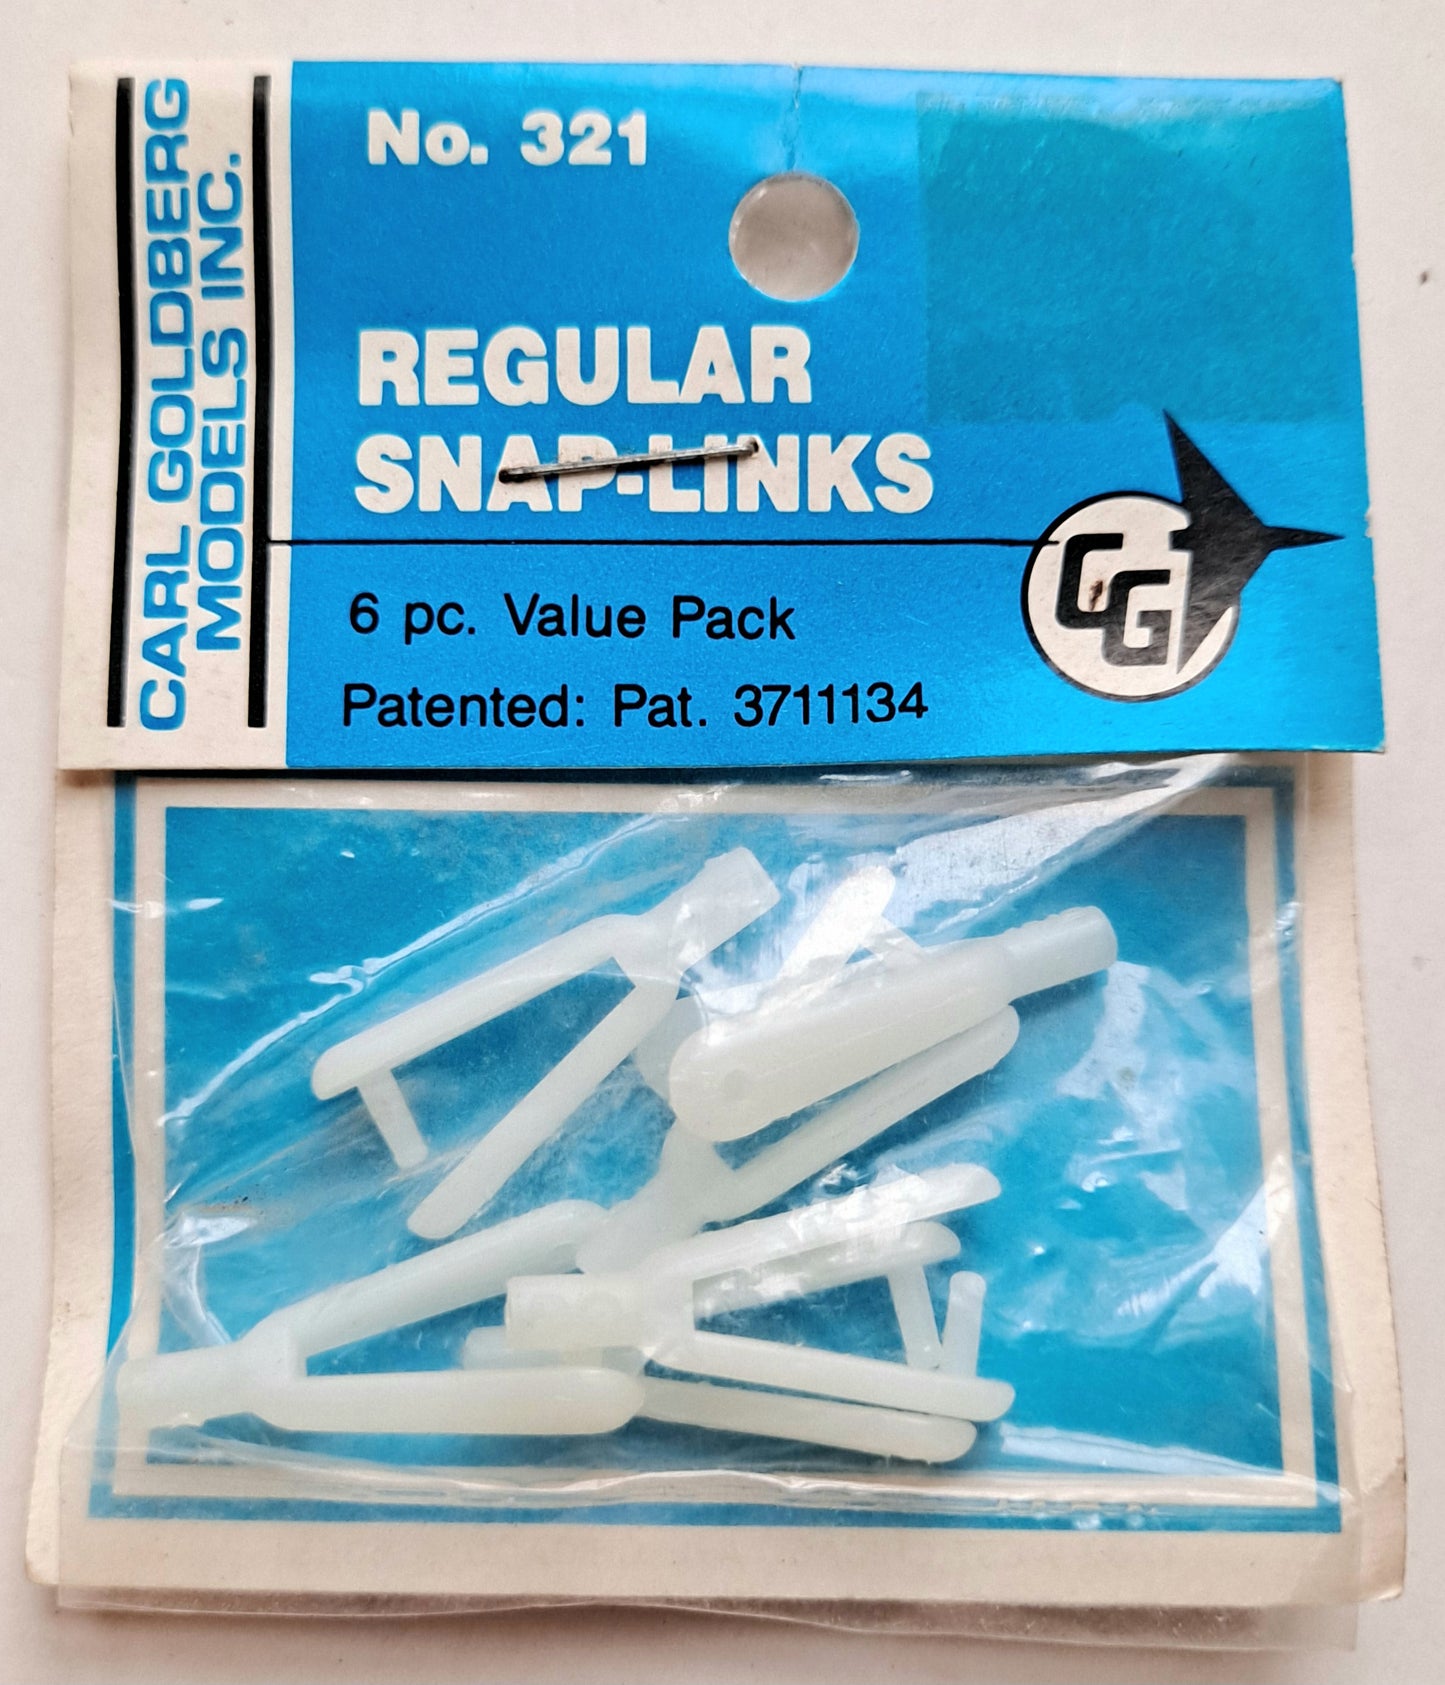 CARL GOLDBERG
MODELS INC.
No. 321
REGULAR
SNAP-LINKS
6 pc. Value Pack
Patented: Pat. 3711134
CG